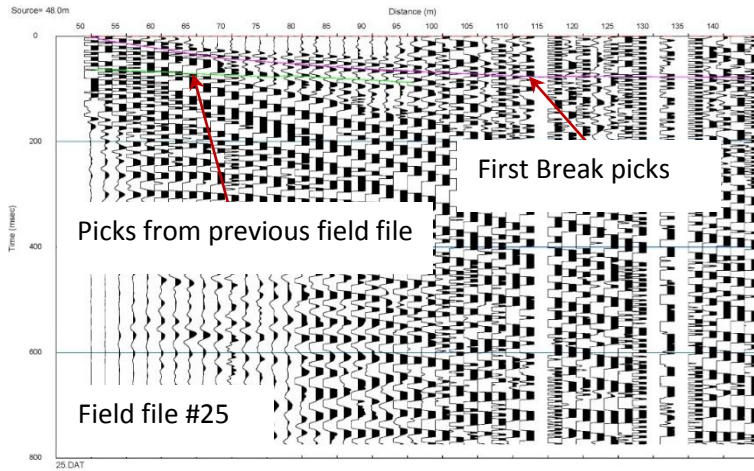 Source= 48.0m
Distance (m)
50 55 60 65 70 75 80 85 90 95 100 105 110 115 120 125 130 135 140
0
200
First Break picks
Picks from previous field file
Time (msec)
400
600
Field file #25
800
25.DAT